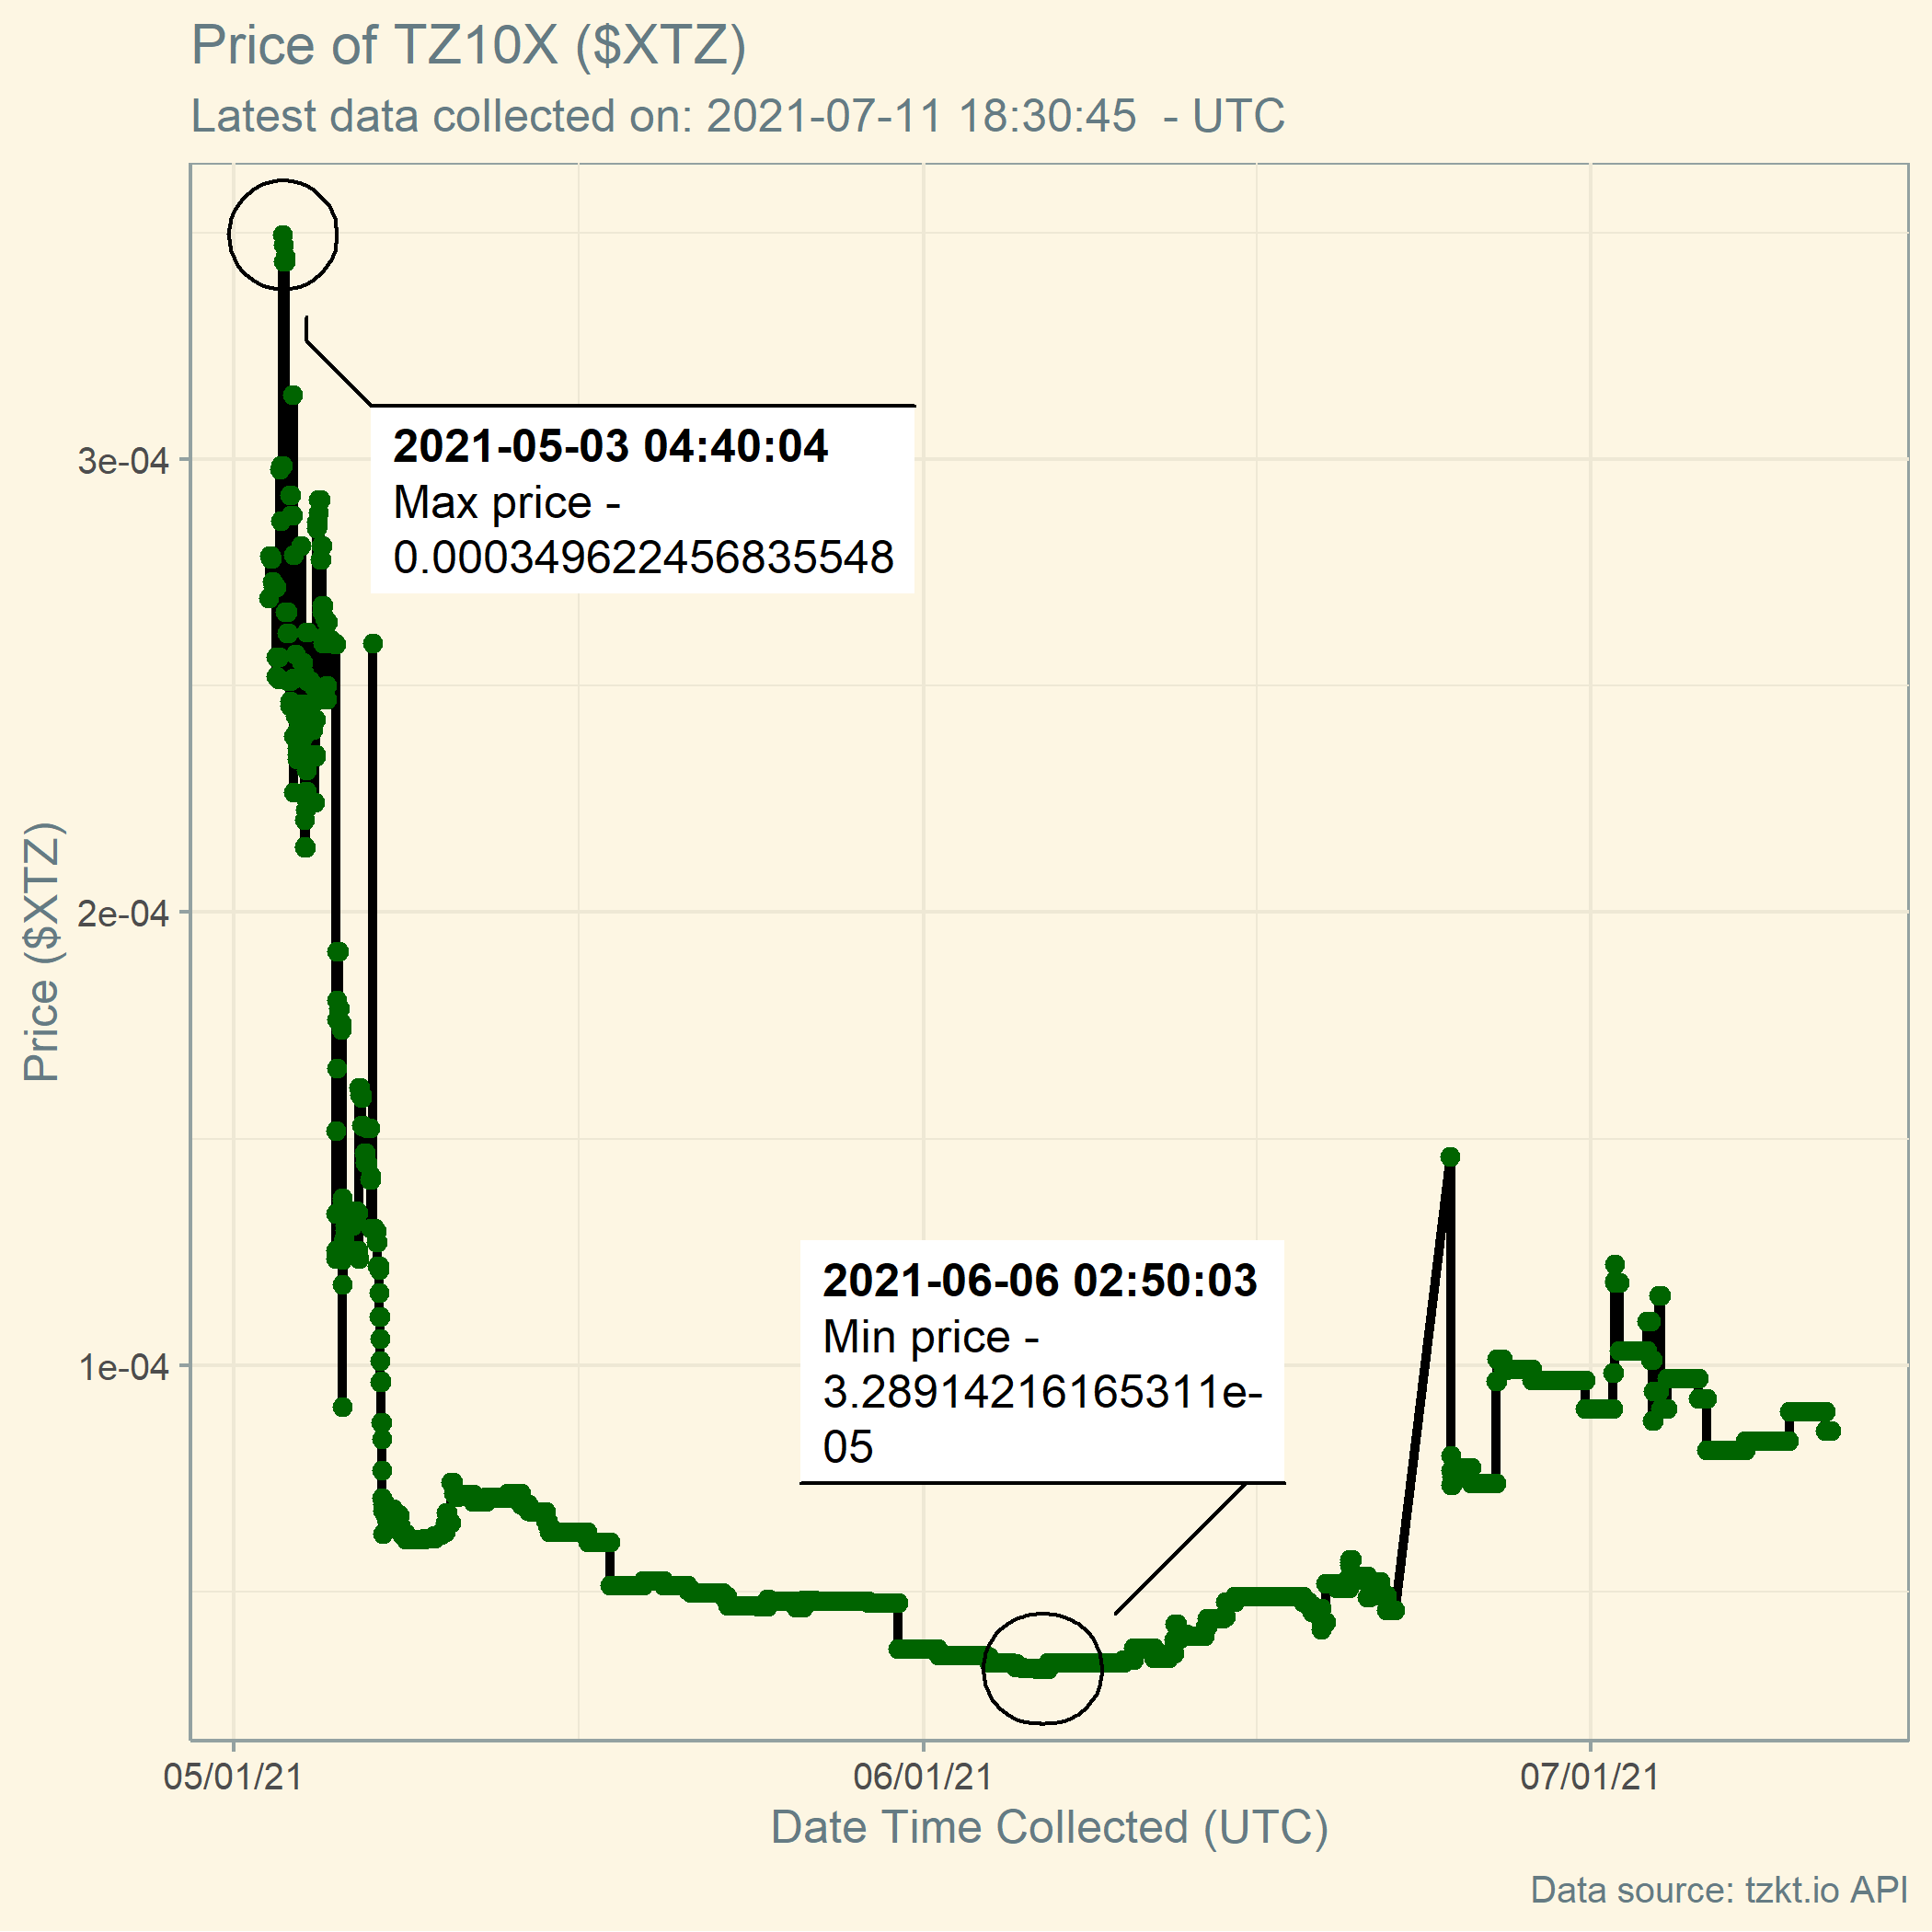 Price of TZ10X ($XTZ)
Latest data collected on: 2021-07-11 18:30:45  - UTC
2021-05-03 04:40:04
Max price -
0.000349622456835548
3e-04
2e-04
1e-04
Price ($XTZ)
2021-06-06 02:50:03
Min price -
3.28914216165311e-
05
05/01/21
06/01/21
07/01/21
Date Time Collected (UTC)
Data source: tzkt.io API